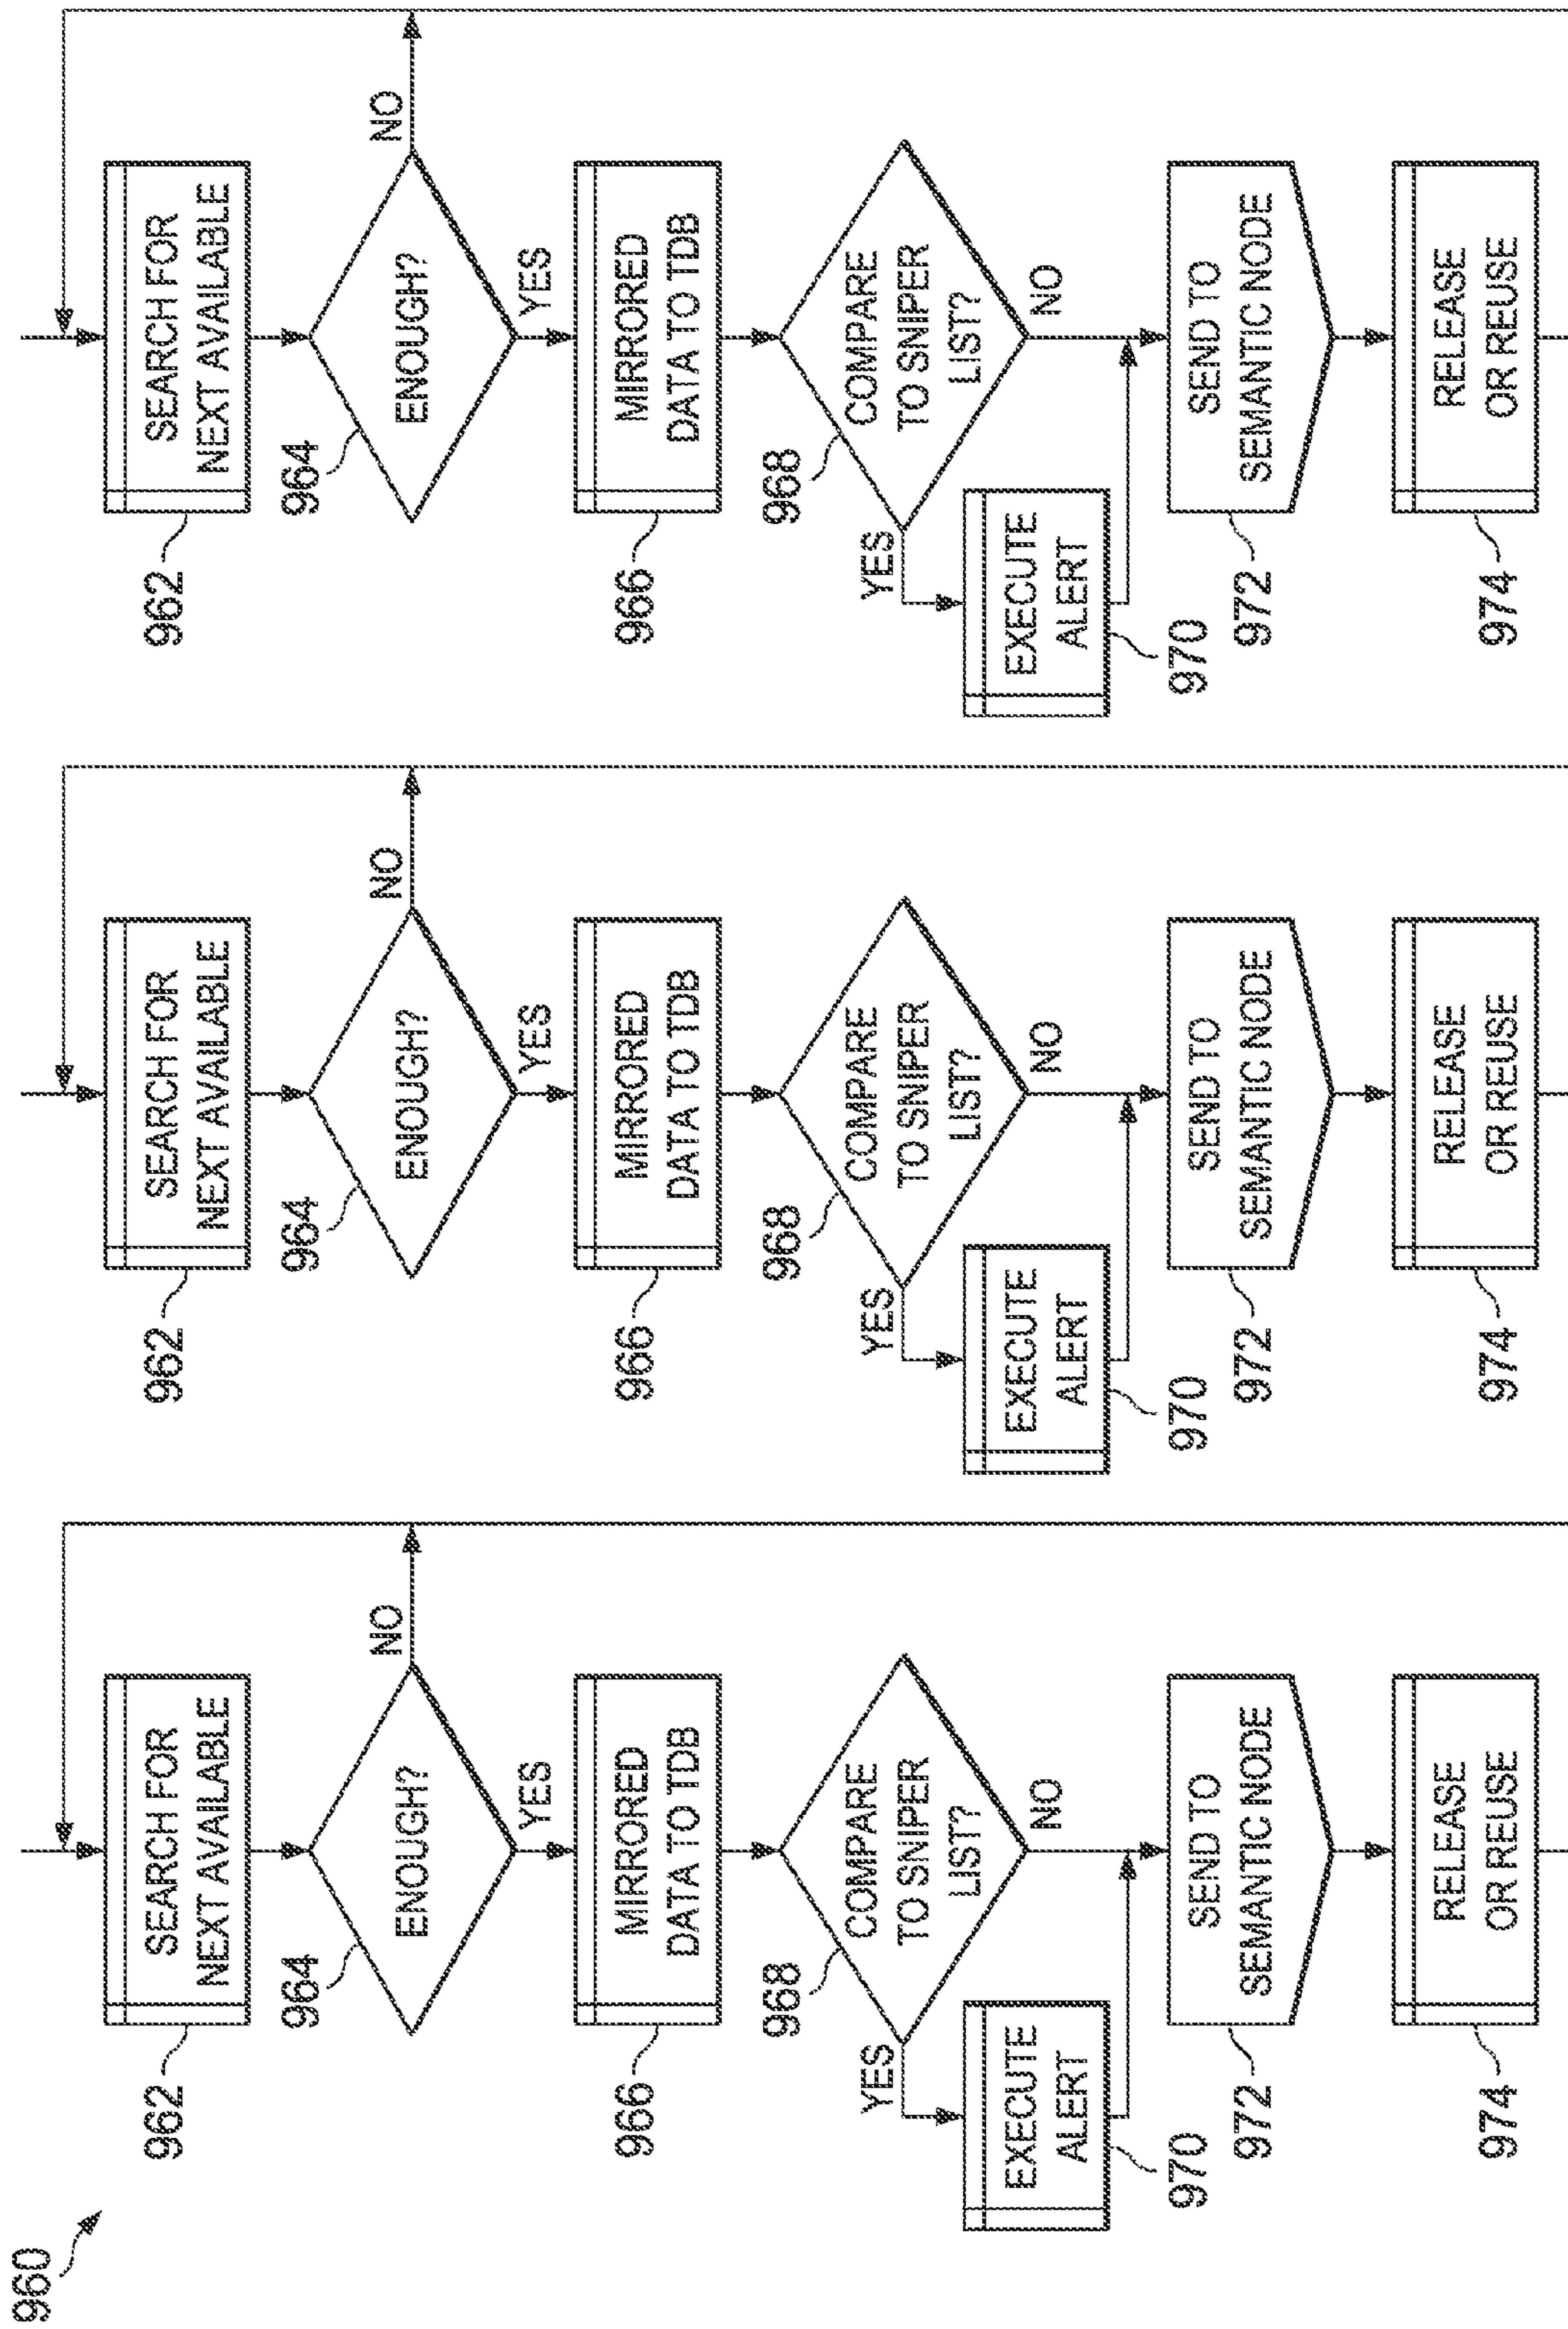 960
962
SEARCH FOR
NEXT AVAILABLE
964
ENOUGH?
NO
YES
966
MIRRORED
DATA TO TDB
968
COMPARE
TO SNIPER
LIST?
YES
NO
EXECUTE
ALERT
970
972
SEND TO
SEMANTIC NODE
974
RELEASE
OR REUSE
962
SEARCH FOR
NEXT AVAILABLE
964
ENOUGH?
NO
YES
966
MIRRORED
DATA TO TDB
968
COMPARE
TO SNIPER
LIST?
YES
NO
EXECUTE
ALERT
970
972
SEND TO
SEMANTIC NODE
974
RELEASE
OR REUSE
962
SEARCH FOR
NEXT AVAILABLE
964
ENOUGH?
NO
YES
966
MIRRORED
DATA TO TDB
968
COMPARE
TO SNIPER
LIST?
YES
NO
EXECUTE
ALERT
970
972
SEND TO
SEMANTIC NODE
974
RELEASE
OR REUSE